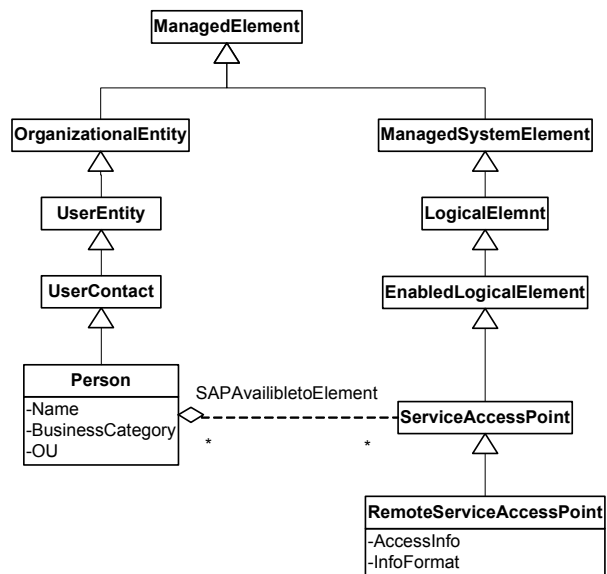 ManagedElement
OrganizationalEntity
ManagedSystemElement
UserEntity
LogicalElemnt
UserContact
EnabledLogicalElement
Person
-Name
-BusinessCategory
-OU
SAPAvailibletoElement
*
*
ServiceAccessPoint
RemoteServiceAccessPoint
-AccessInfo
-InfoFormat